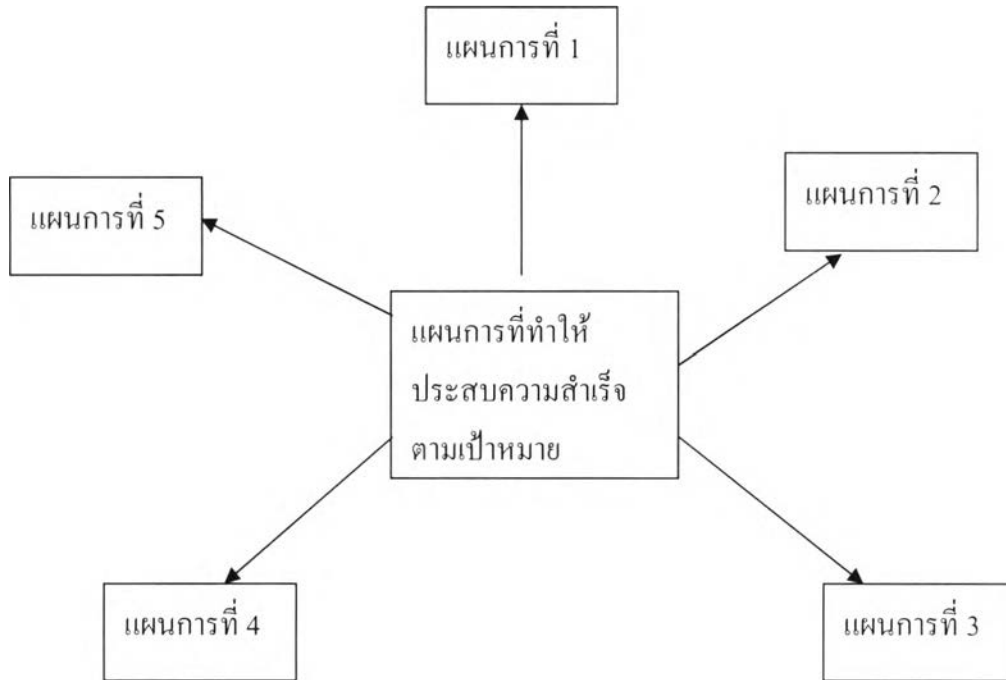 แผนการที่ 1
แผนการที่ 2
แผนการที่ 5
แผนการที่ทำให้
ประสบความสำเร็จ
ตามเป้าหมาย
แผนการที่ 4
แผนการที่ 3